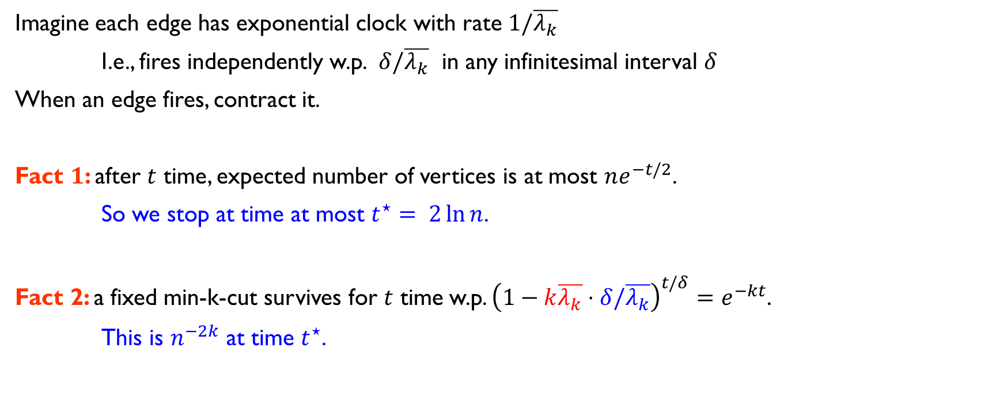 Imagine each edge has exponential clock with rate $1/\overline{\lambda_k}$
I.e., fires independently w.p. $\delta/\overline{\lambda_k}$ in any infinitesimal interval $\delta$
When an edge fires, contract it.
Fact 1: after $t$ time, expected number of vertices is at most $ne^{-t/2}$.
So we stop at time at most $t^\star = 2 \ln n$.
Fact 2: a fixed min-k-cut survives for $t$ time w.p. $\left(1 - k\overline{\lambda_k} \cdot \delta/\overline{\lambda_k}\right)^{t/\delta} = e^{-kt}$.
This is $n^{-2k}$ at time $t^\star$.